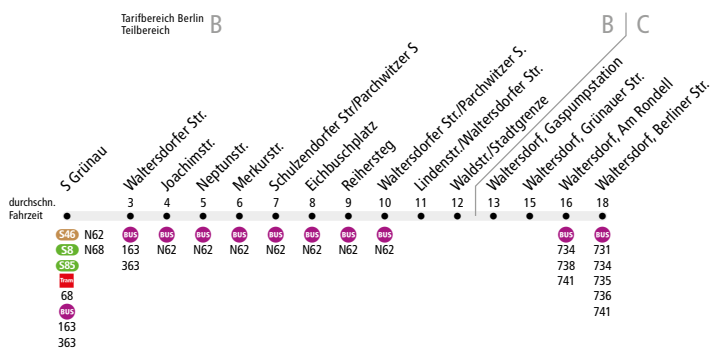 Tarifbereich Berlin
Teilbereich
B
B
C
S Grünau
Waltersdorfer Str.
Joachimstr.
Neptunstr.
Merkurstr.
Schulzendorfer Str/Parchwitzer S
Eichbuschplatz
Reihersteg
Waltersdorfer Str./Parchwitzer S.
Lindenstr./Waltersdorfer Str.
Waldstr./Stadtgrenze
Waltersdorf, Gaspumpstation
Waltersdorf, Grünauer Str.
Waltersdorf, Am Rondell
Waltersdorf, Berliner Str.
durchschn. 3 4 5 6 7 8 9 10 11 12 13 15 16 18
Fahrzeit
S46 N62 BUS BUS BUS BUS BUS BUS BUS BUS BUS BUS
S8 N68 163 N62 N62 N62 N62 N62 N62 N62 734 731
S85 363 738 734
Tram 741 735
68 736
BUS 741
163
363